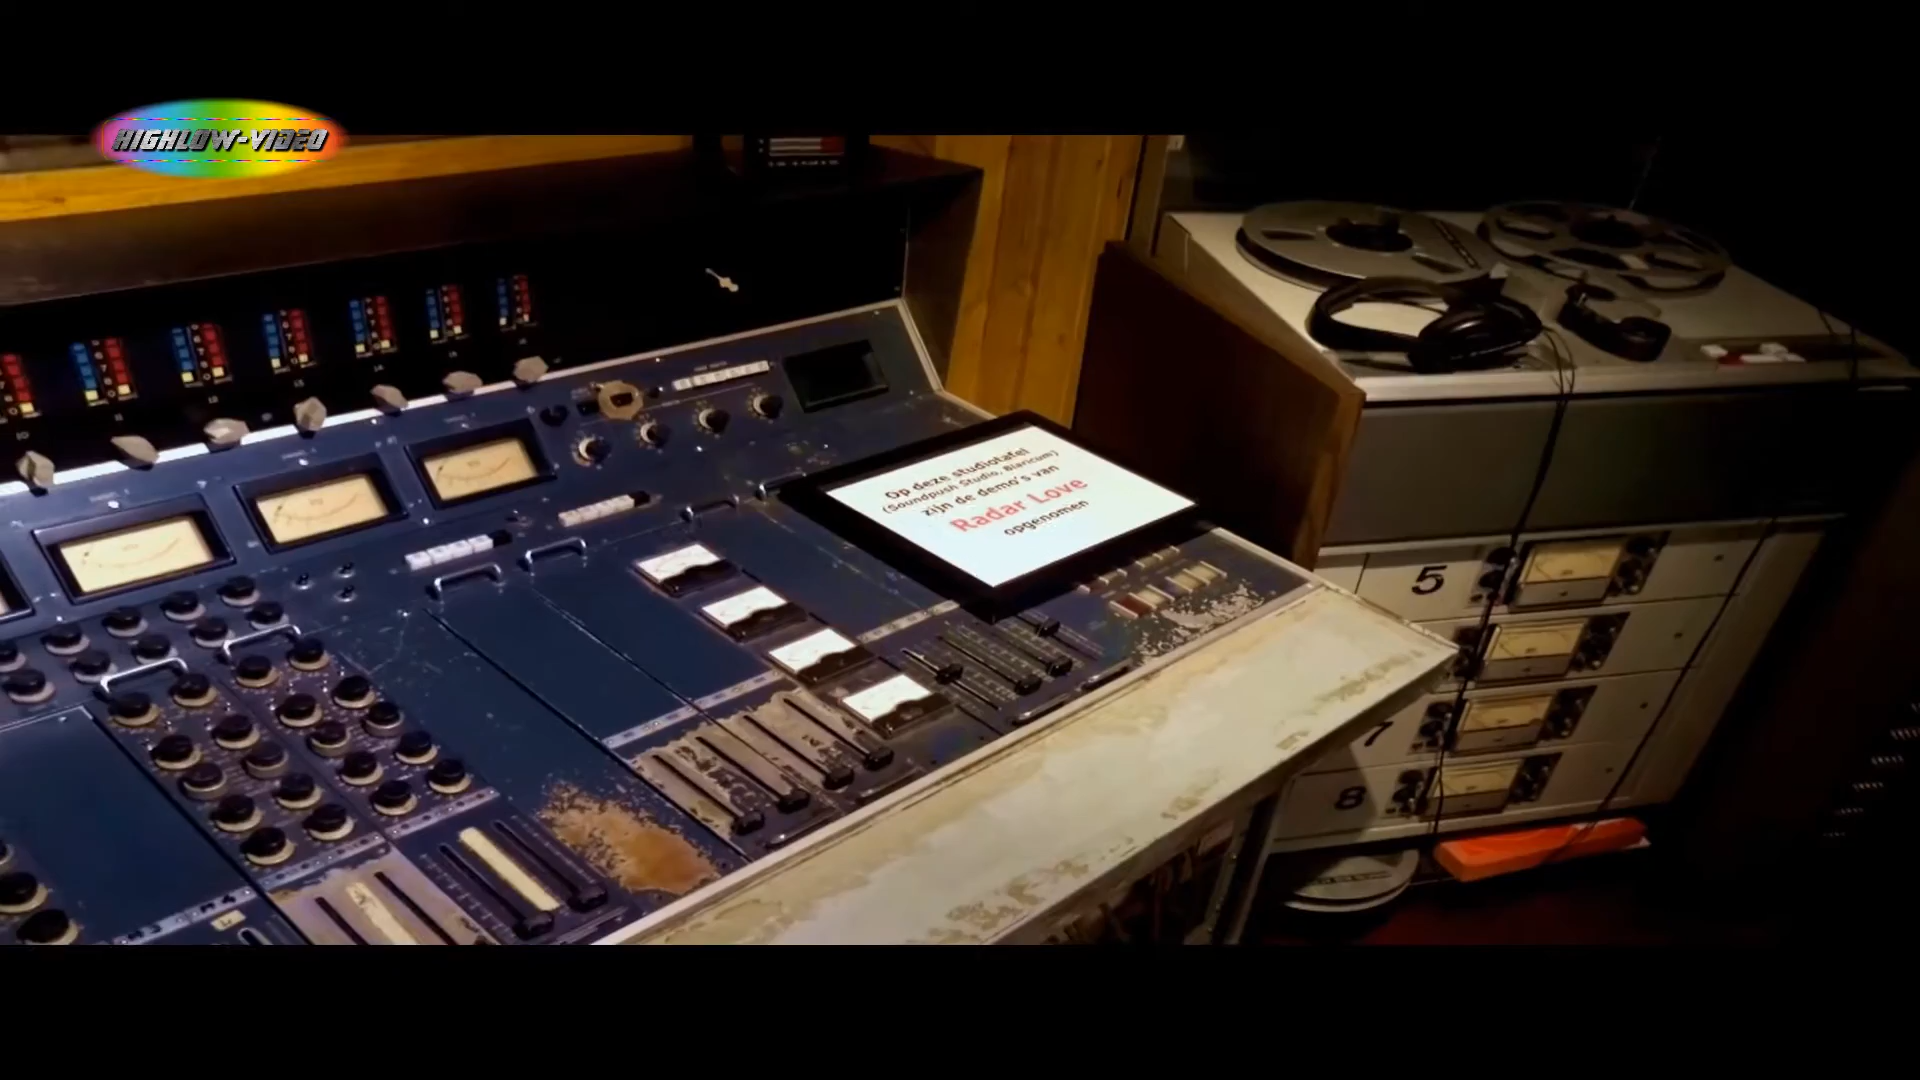 HIGHLOW-VIDEO
Op deze studiotafel
(Soundpush Studio, Blaricum)
zijn de demo's van
Radar Love
opgenomen
5
7
8